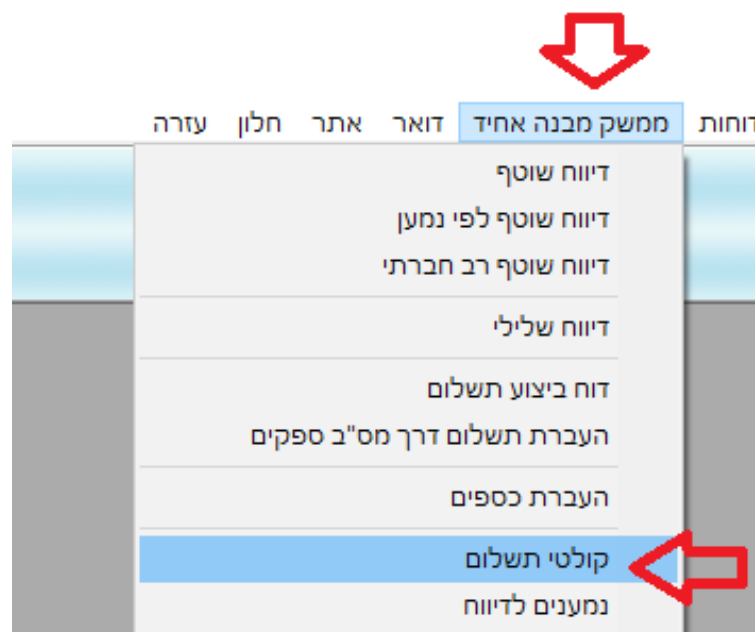 דוחות ממשק מבנה אחיד דואר אתר חלון עזרה
דיווח שוטף
דיווח שוטף לפי נמען
דיווח שוטף רב חברתי
דיווח שלילי
דוח ביצוע תשלום
העברת תשלום דרך מס"ב ספקים
העברת כספים
קולטי תשלום
נמענים לדיווח